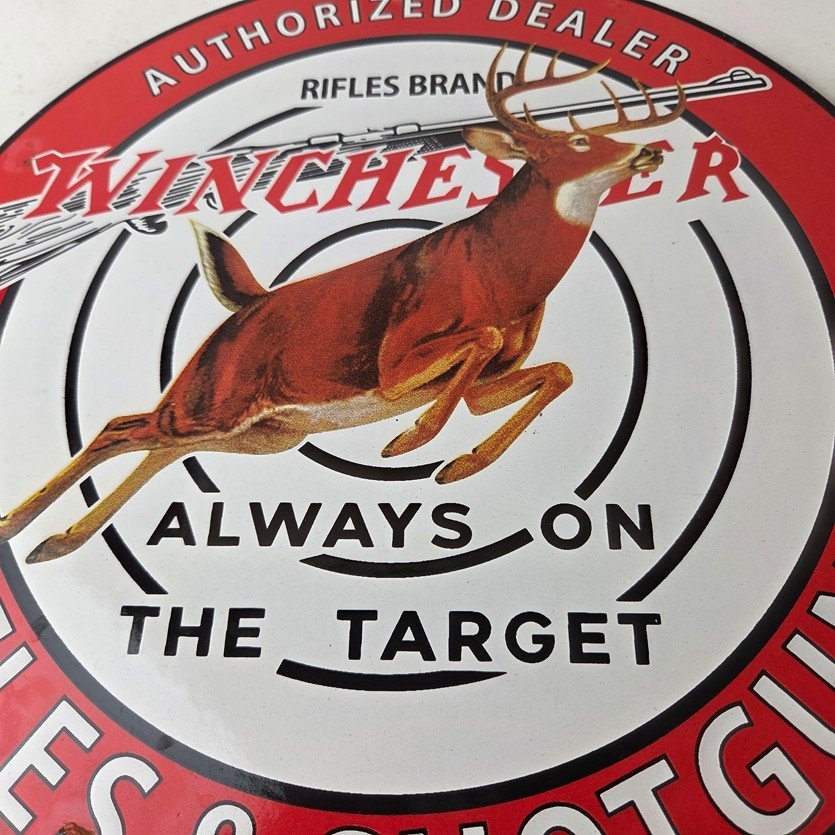 AUTHORIZED DEALER
RIFLES BRAND
WINCHESTER
ALWAYS ON
THE TARGET